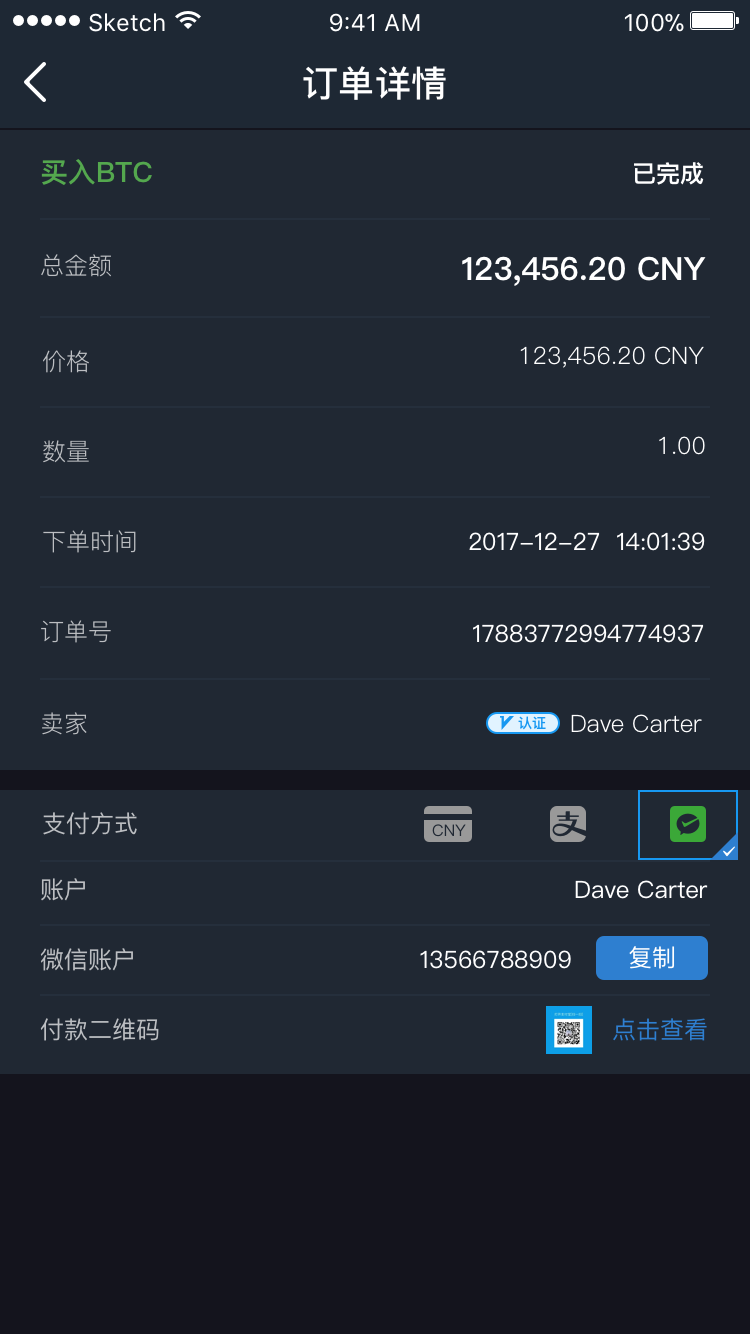 Sketch 9:41 AM 100%
订单详情
买入BTC 已完成
总金额 123,456.20 CNY
价格 123,456.20 CNY
数量 1.00
下单时间 2017-12-27 14:01:39
订单号 17883772994774937
卖家 V 认证 Dave Carter
支付方式 CNY 支
账户 Dave Carter
微信账户 13566788909 复制
付款二维码 点击查看